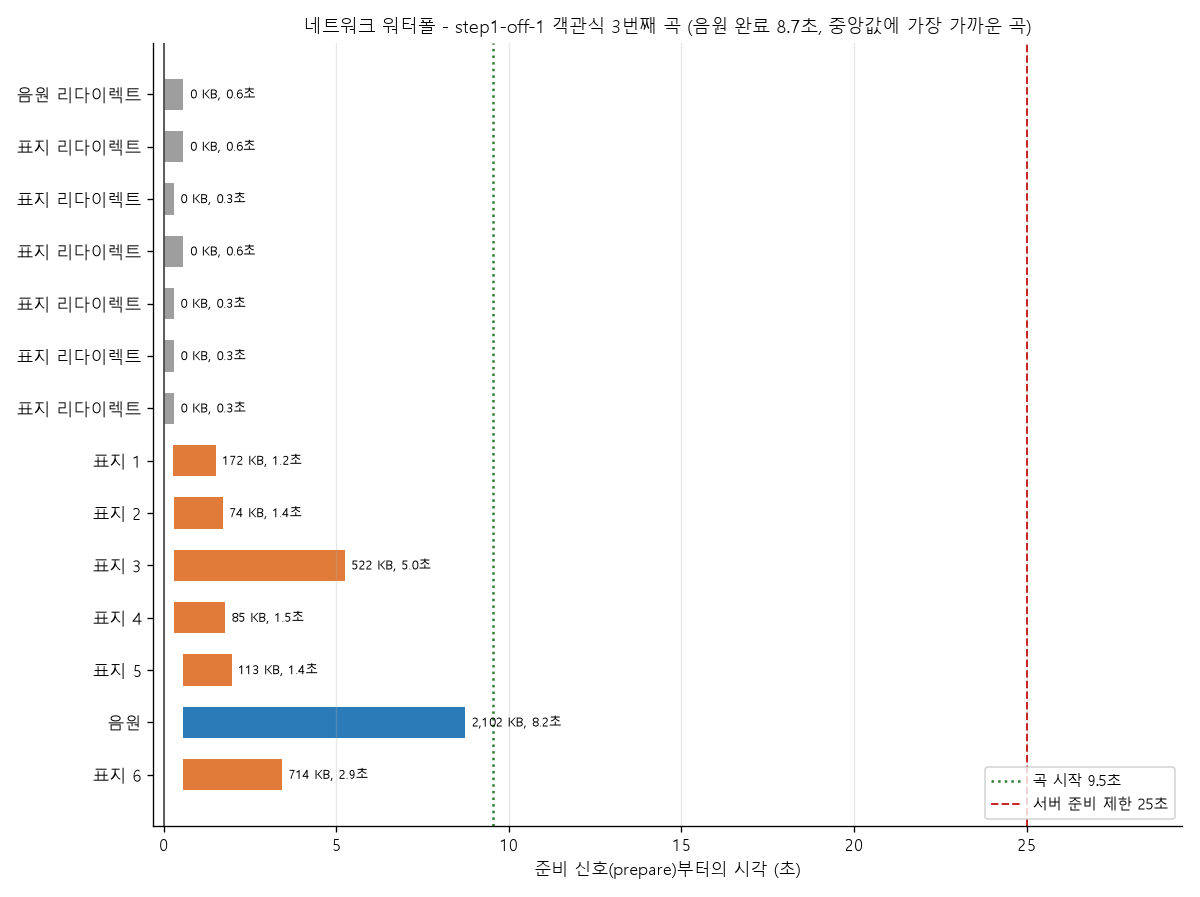 네트워크 워터폴 - step1-off-1 객관식 3번째 곡 (음원 완료 8.7초, 중앙값에 가장 가까운 곡)
음원 리다이렉트
0 KB, 0.6초
표지 리다이렉트
0 KB, 0.6초
표지 리다이렉트
0 KB, 0.3초
표지 리다이렉트
0 KB, 0.6초
표지 리다이렉트
0 KB, 0.3초
표지 리다이렉트
0 KB, 0.3초
표지 리다이렉트
0 KB, 0.3초
표지 1
172 KB, 1.2초
표지 2
74 KB, 1.4초
표지 3
522 KB, 5.0초
표지 4
85 KB, 1.5초
표지 5
113 KB, 1.4초
음원
2,102 KB, 8.2초
표지 6
714 KB, 2.9초
곡 시작 9.5초
서버 준비 제한 25초
0 5 10 15 20 25
준비 신호(prepare)부터의 시각 (초)